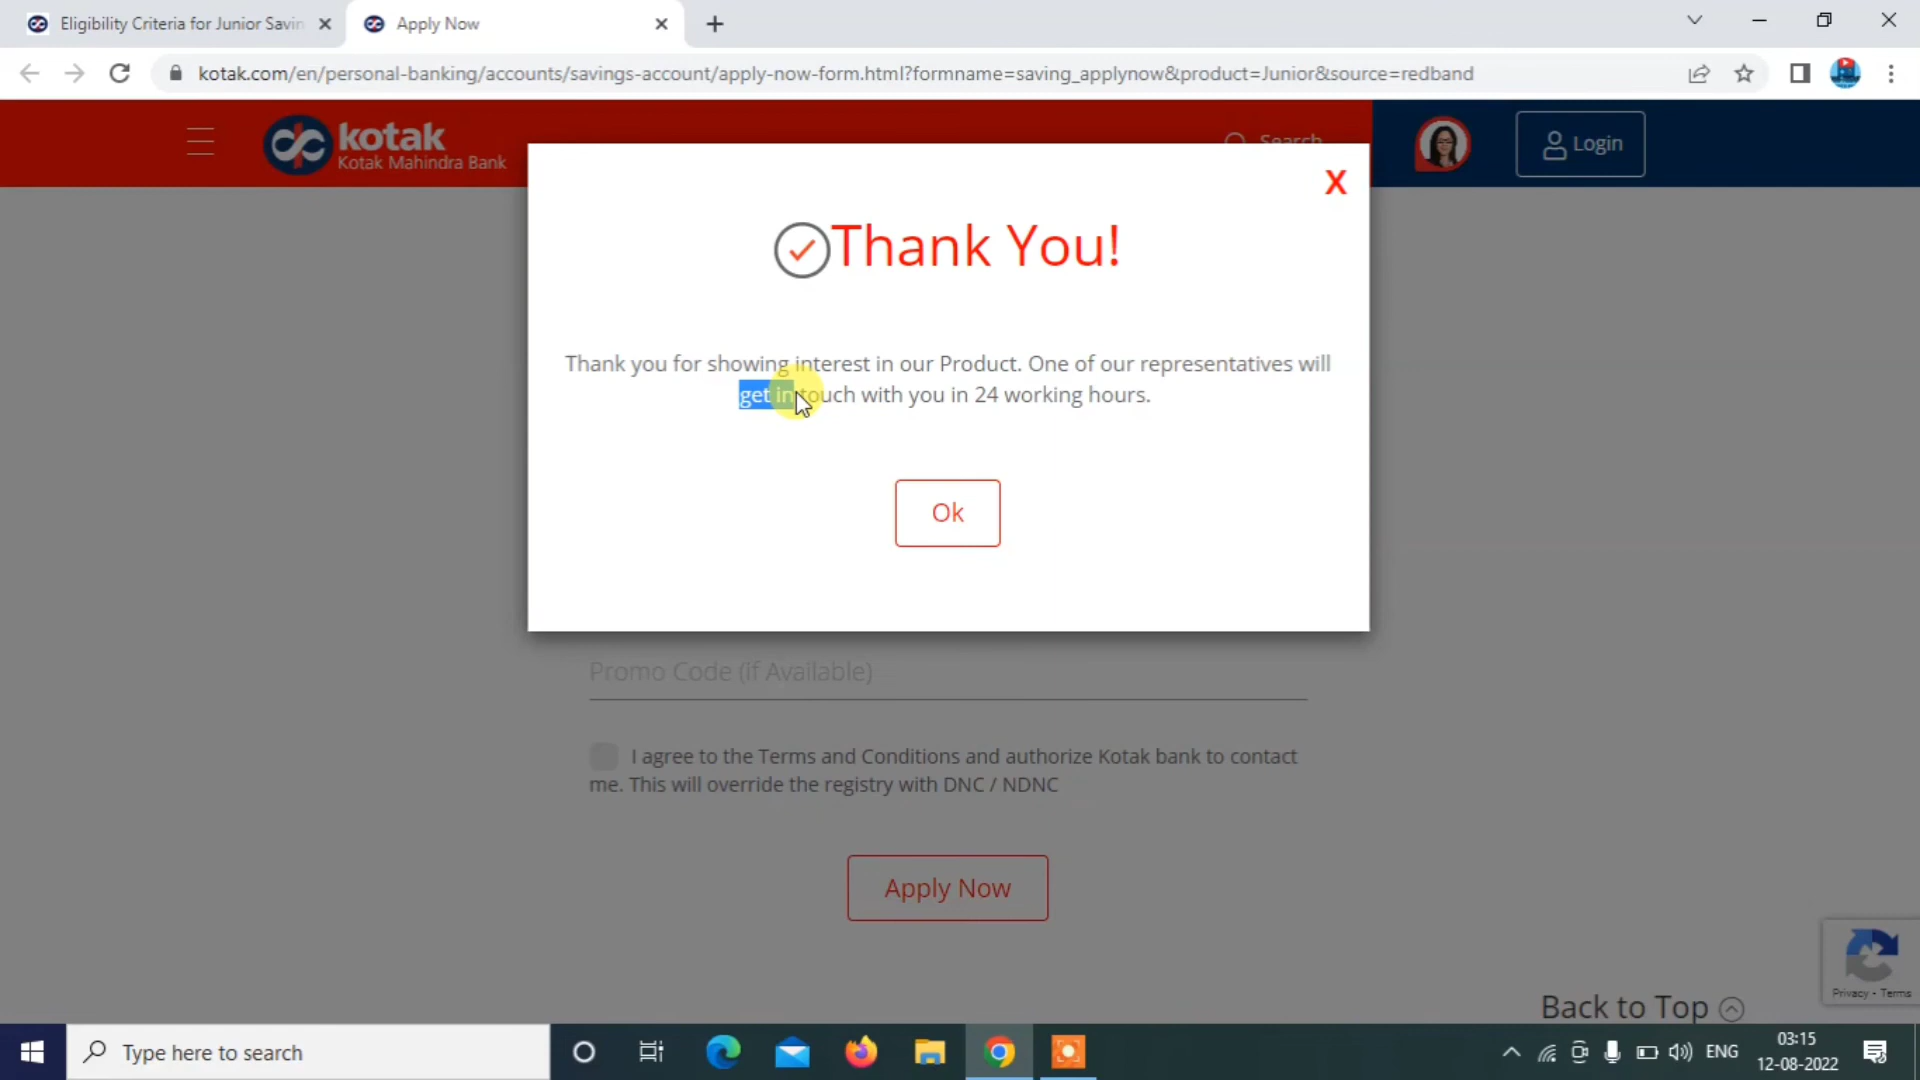 Eligibility Criteria for Junior Savin
Apply Now
kotak.com/en/personal-banking/accounts/savings-account/apply-now-form.html?formname=saving_applynow&product=Junior&source=redband
kotak
Kotak Mahindra Bank
Search
Login
X
Thank You!
Thank you for showing interest in our Product. One of our representatives will
get in touch with you in 24 working hours.
Ok
Promo Code (if Available)
I agree to the Terms and Conditions and authorize Kotak bank to contact
me. This will override the registry with DNC / NDNC
Apply Now
Privacy - Terms
Back to Top
Type here to search
ENG
03:15
12-08-2022